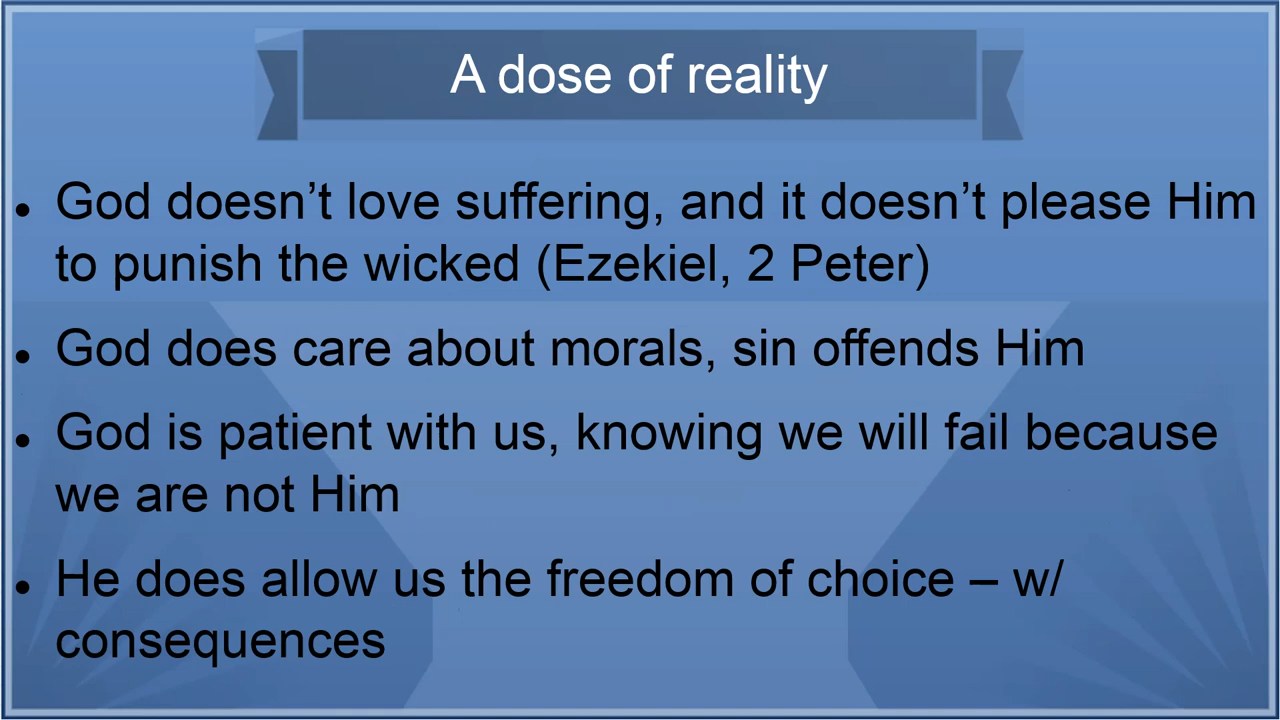 A dose of reality
● God doesn’t love suffering, and it doesn’t please Him
to punish the wicked (Ezekiel, 2 Peter)
● God does care about morals, sin offends Him
● God is patient with us, knowing we will fail because
we are not Him
● He does allow us the freedom of choice – w/
consequences